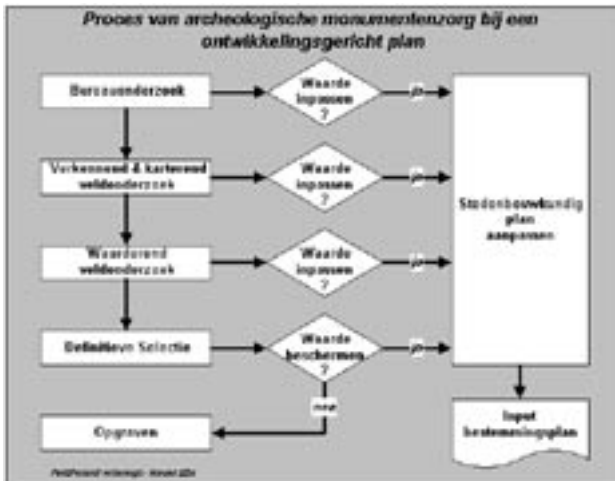 Proces van archeologische monumentenzorg bij een
ontwikkelingsgericht plan
Bureauonderzoek
Waarde
inpassen
?
ja
Verkennend & karterend
veldonderzoek
Waarde
inpassen
?
ja
Stedenbouwkundig
plan
aanpassen
Waarderend
veldonderzoek
Waarde
inpassen
?
ja
Definitieve Selectie
Waarde
beschermen
?
ja
nee
Opgraven
Input
bestemmingsplan